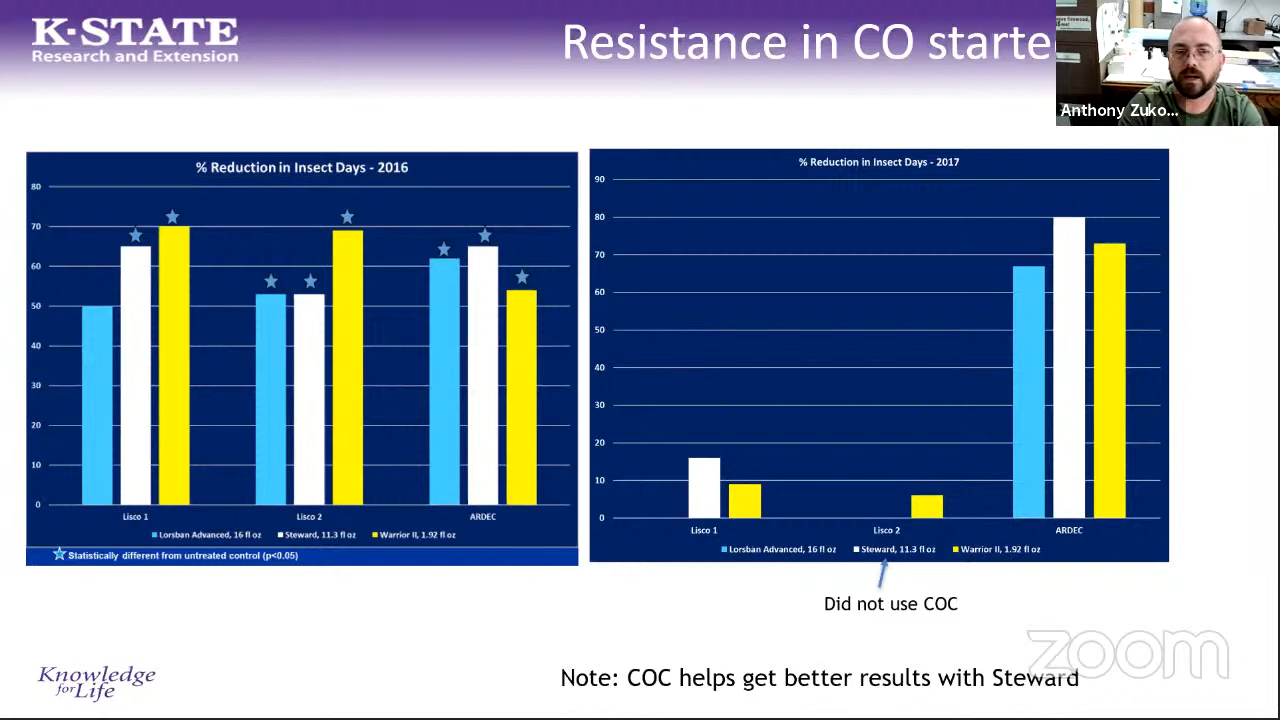 K-STATE
Research and Extension
Resistance in CO starte
Anthony Zuko...
% Reduction in Insect Days - 2016
80
70
60
50
40
30
20
10
0
Lisco 1 Lisco 2 ARDEC
Lorsban Advanced, 16 fl oz Steward, 11.3 fl oz Warrior II, 1.92 fl oz
Statistically different from untreated control (p<0.05)
% Reduction in Insect Days - 2017
90
80
70
60
50
40
30
20
10
0
Lisco 1 Lisco 2 ARDEC
Lorsban Advanced, 16 fl oz Steward, 11.3 fl oz Warrior II, 1.92 fl oz
Did not use COC
Note: COC helps get better results with Steward
zoom
Knowledge
for Life